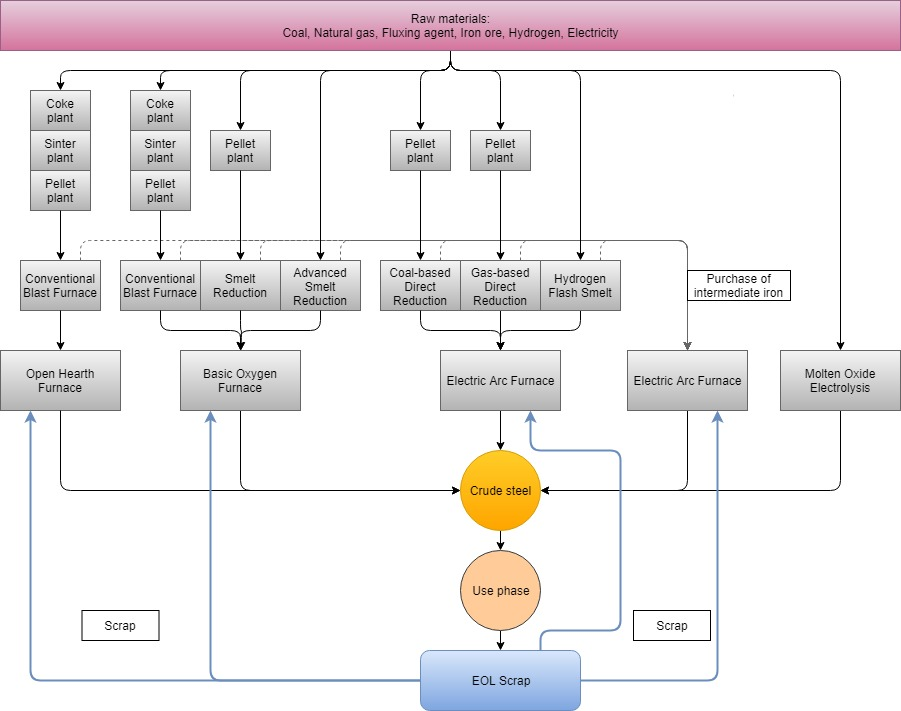 Raw materials:
Coal, Natural gas, Fluxing agent, Iron ore, Hydrogen, Electricity
Coke
plant
Sinter
plant
Pellet
plant
Coke
plant
Sinter
plant
Pellet
plant
Pellet
plant
Pellet
plant
Pellet
plant
Conventional
Blast Furnace
Conventional
Blast Furnace
Smelt
Reduction
Advanced
Smelt
Reduction
Coal-based
Direct
Reduction
Gas-based
Direct
Reduction
Hydrogen
Flash Smelt
Purchase of
intermediate iron
Open Hearth
Furnace
Basic Oxygen
Furnace
Electric Arc Furnace
Electric Arc Furnace
Molten Oxide
Electrolysis
Crude steel
Use phase
Scrap
Scrap
EOL Scrap